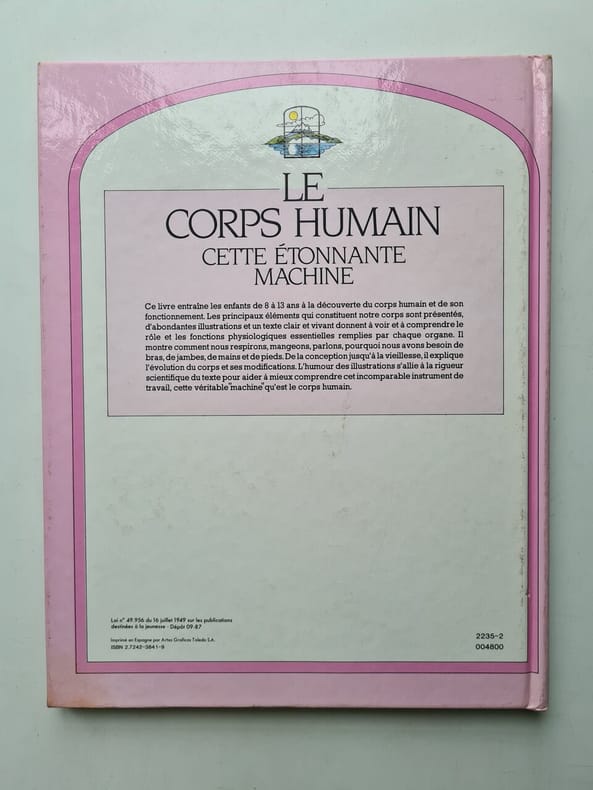 LE
CORPS HUMAIN
CETTE ÉTONNANTE
MACHINE
Ce livre entraîne les enfants de 8 à 13 ans à la découverte du corps humain et de son
fonctionnement. Les principaux éléments qui constituent notre corps sont présentés,
d'abondantes illustrations et un texte clair et vivant donnent à voir et à comprendre le
rôle et les fonctions physiologiques essentielles remplies par chaque organe. Il
montre comment nous respirons, mangeons, parlons, pourquoi nous avons besoin de
bras, de jambes, de mains et de pieds. De la conception jusqu'à la vieillesse, il explique
l'évolution du corps et ses modifications. L'humour des illustrations s'allie à la rigueur
scientifique du texte pour aider à mieux comprendre cet incomparable instrument de
travail, cette véritable "machine" qu'est le corps humain.
Loi n° 49.956 du 16 juillet 1949 sur les publications
destinées à la jeunesse - Dépôt 09-87
Imprimé en Espagne par Artes Graficas Toledo S.A.
ISBN 2.7242-3841-9
2235-2
004800